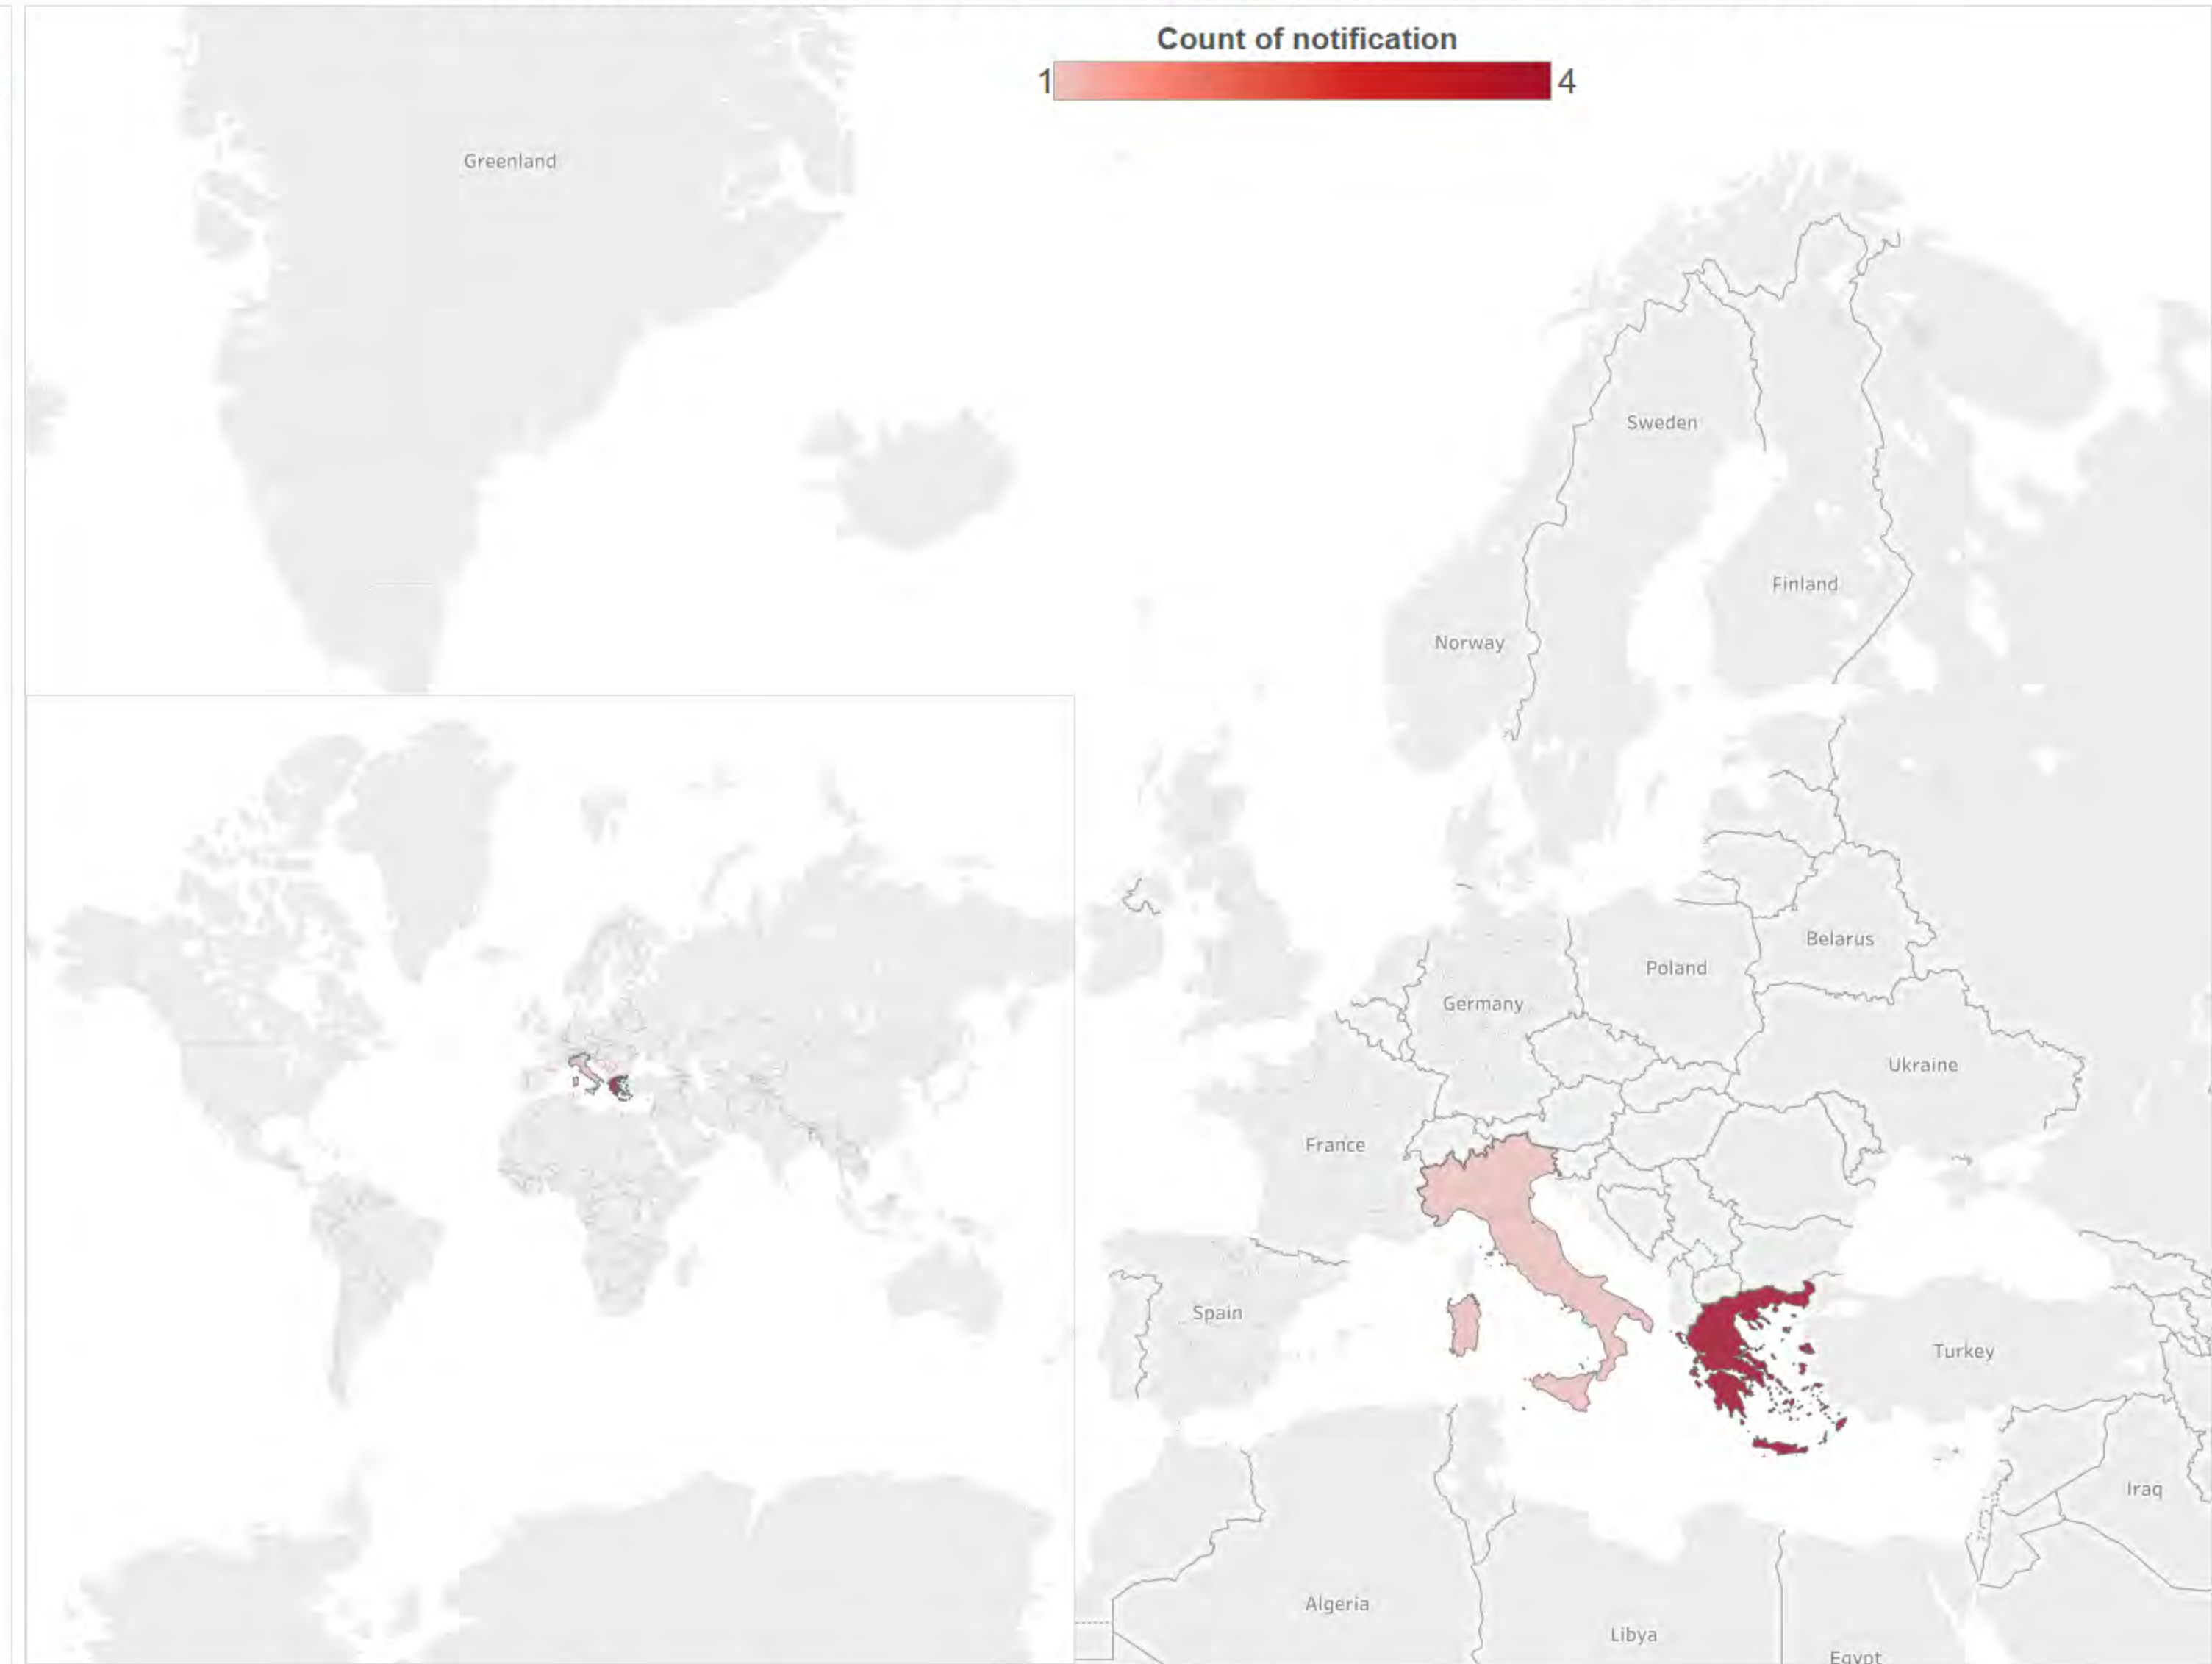 Count of notification
1 4
Greenland
Sweden
Finland
Norway
Belarus
Poland
Germany
Ukraine
France
Spain
Turkey
Iraq
Algeria
Libya
Egypt